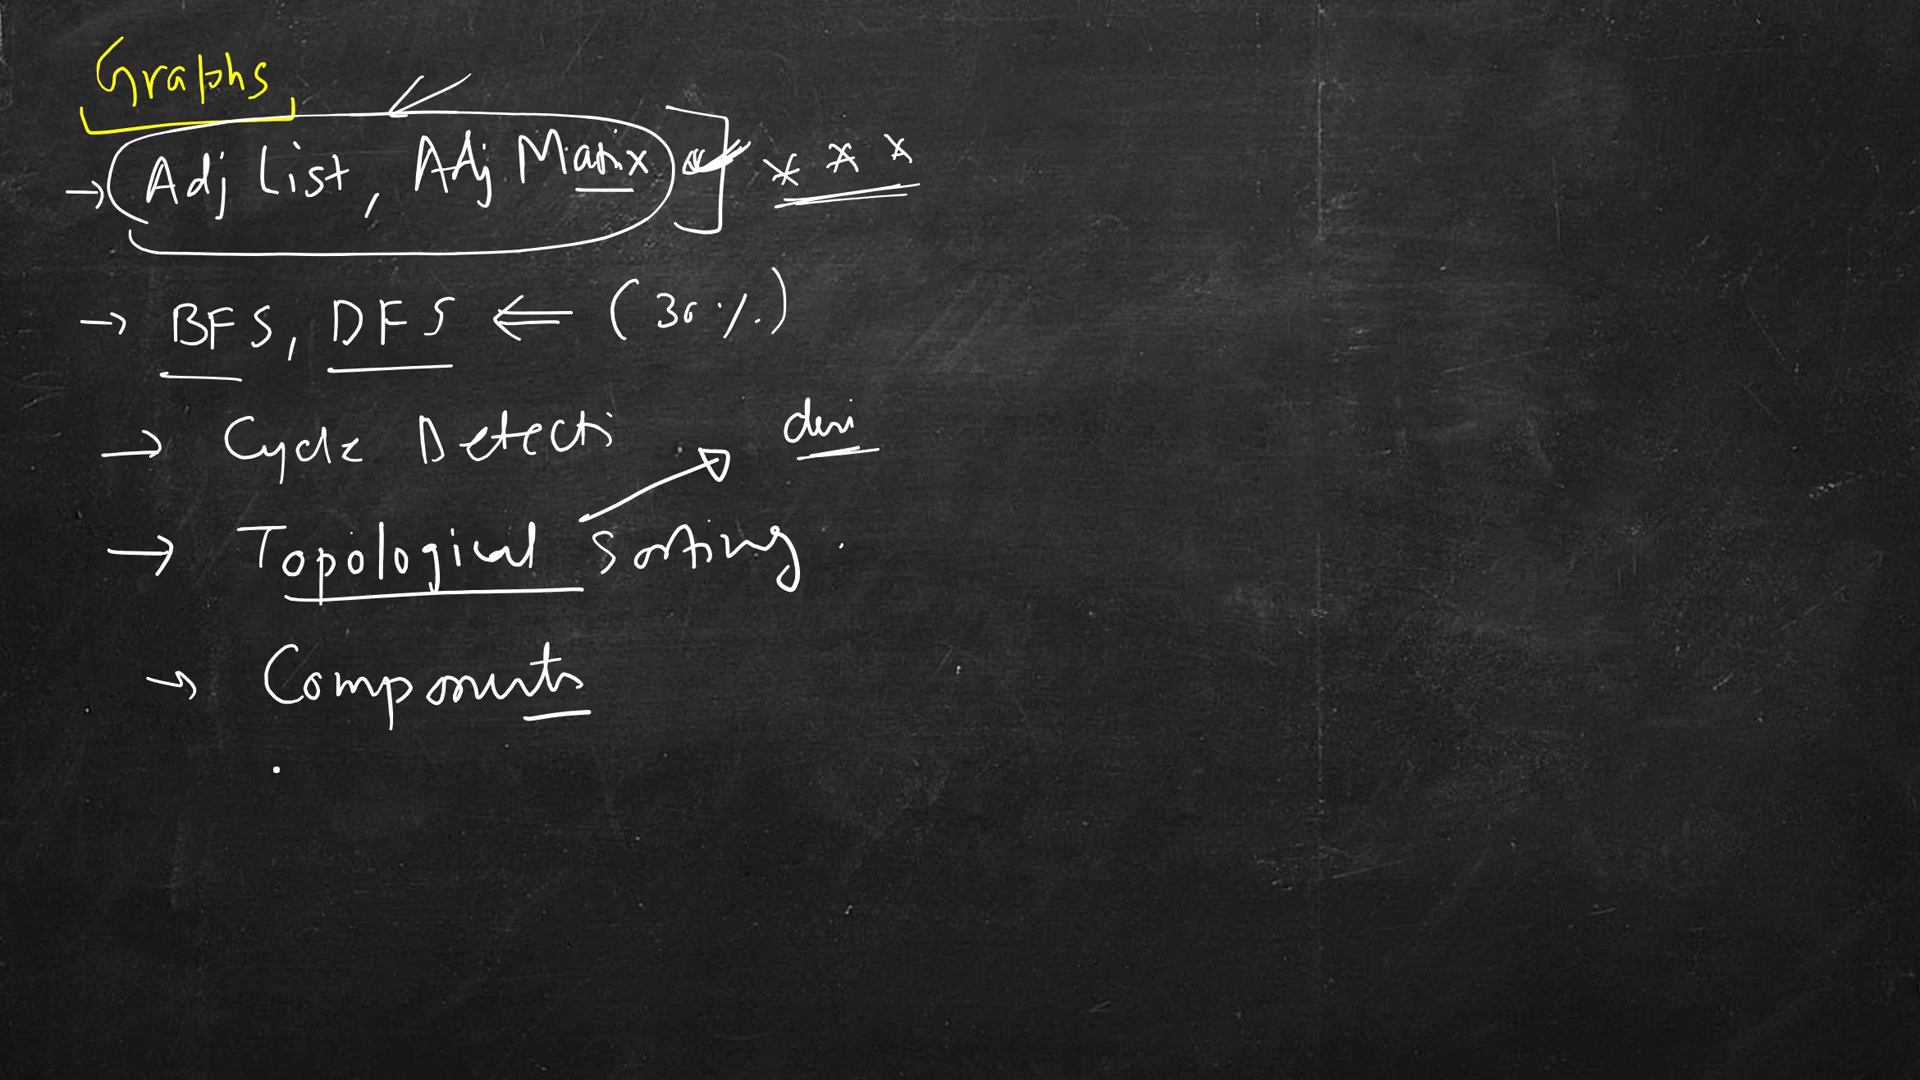 Graphs
→ Adj List, Adj Matrix * * *
→ BFS, DFS ⇐ (30%)
→ Cycle Detecti
→ Topological Sorting.
→ Components